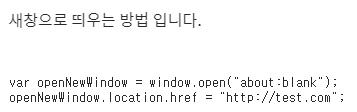 새창으로 띄우는 방법 입니다.
var openNewWindow = window.open("about:blank");
openNewWindow.location.href = "http://test.com";